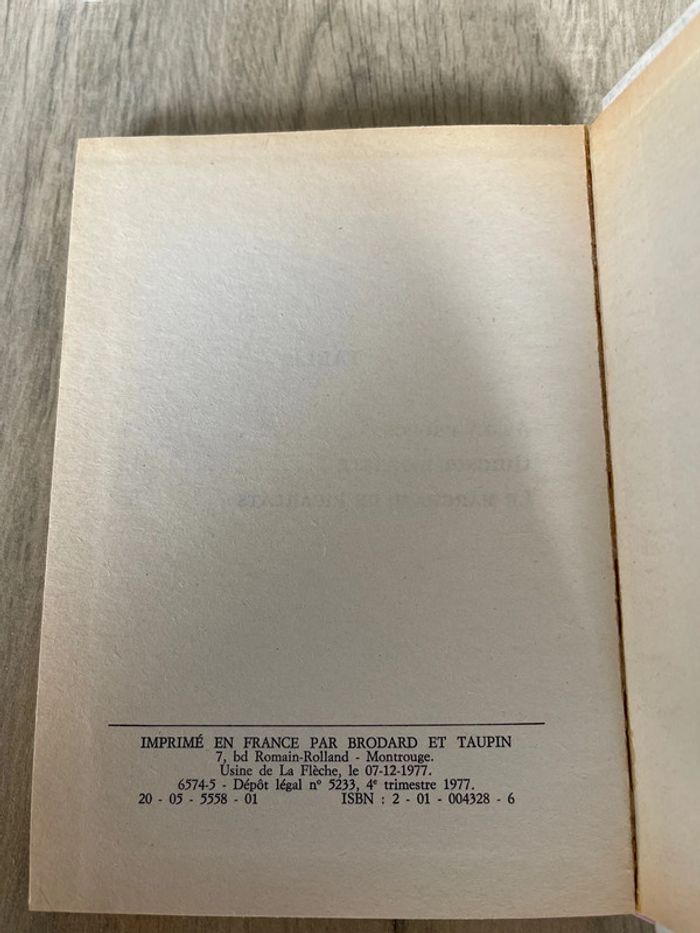 IMPRIMÉ EN FRANCE PAR BRODARD ET TAUPIN
7, bd Romain-Rolland - Montrouge.
Usine de La Flèche, le 07-12-1977.
6574-5 - Dépôt légal nº 5233, 4e trimestre 1977.
20 - 05 - 5558 - 01 ISBN : 2 - 01 - 004328 - 6